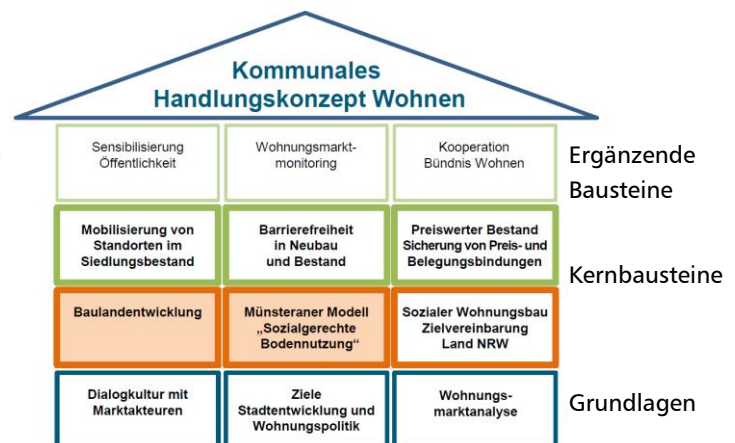 Kommunales
Handlungskonzept Wohnen
Sensibilisierung
Öffentlichkeit
Wohnungsmarkt-
monitoring
Kooperation
Bündnis Wohnen
Ergänzende
Bausteine
Mobilisierung von
Standorten im
Siedlungsbestand
Barrierefreiheit
in Neubau
und Bestand
Preiswerter Bestand
Sicherung von Preis- und
Belegungsbindungen
Kernbausteine
Baulandentwicklung
Münsteraner Modell
„Sozialgerechte
Bodennutzung“
Sozialer Wohnungsbau
Zielvereinbarung
Land NRW
Dialogkultur mit
Marktakteuren
Ziele
Stadtentwicklung und
Wohnungspolitik
Wohnungs-
marktanalyse
Grundlagen